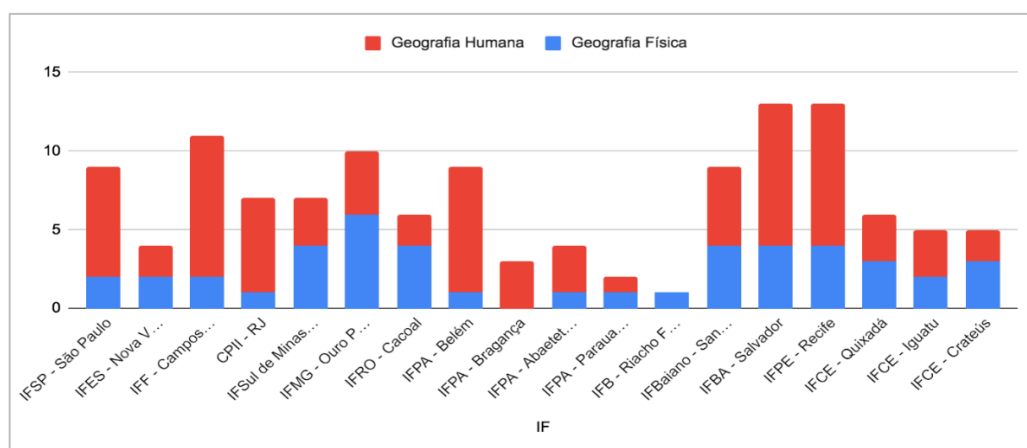 Geografia Humana Geografia Física
15
10
5
0
IFSP - São Paulo
IFES - Nova V…
IFF - Campos…
CPII - RJ
IFSul de Minas…
IFMG - Ouro P…
IFRO - Cacoal
IFPA - Belém
IFPA - Bragança
IFPA - Abaetet…
IFPA - Paraua…
IFB - Riacho F…
IFBaiano - San…
IFBA - Salvador
IFPE - Recife
IFCE - Quixadá
IFCE - Iguatu
IFCE - Crateús
IF